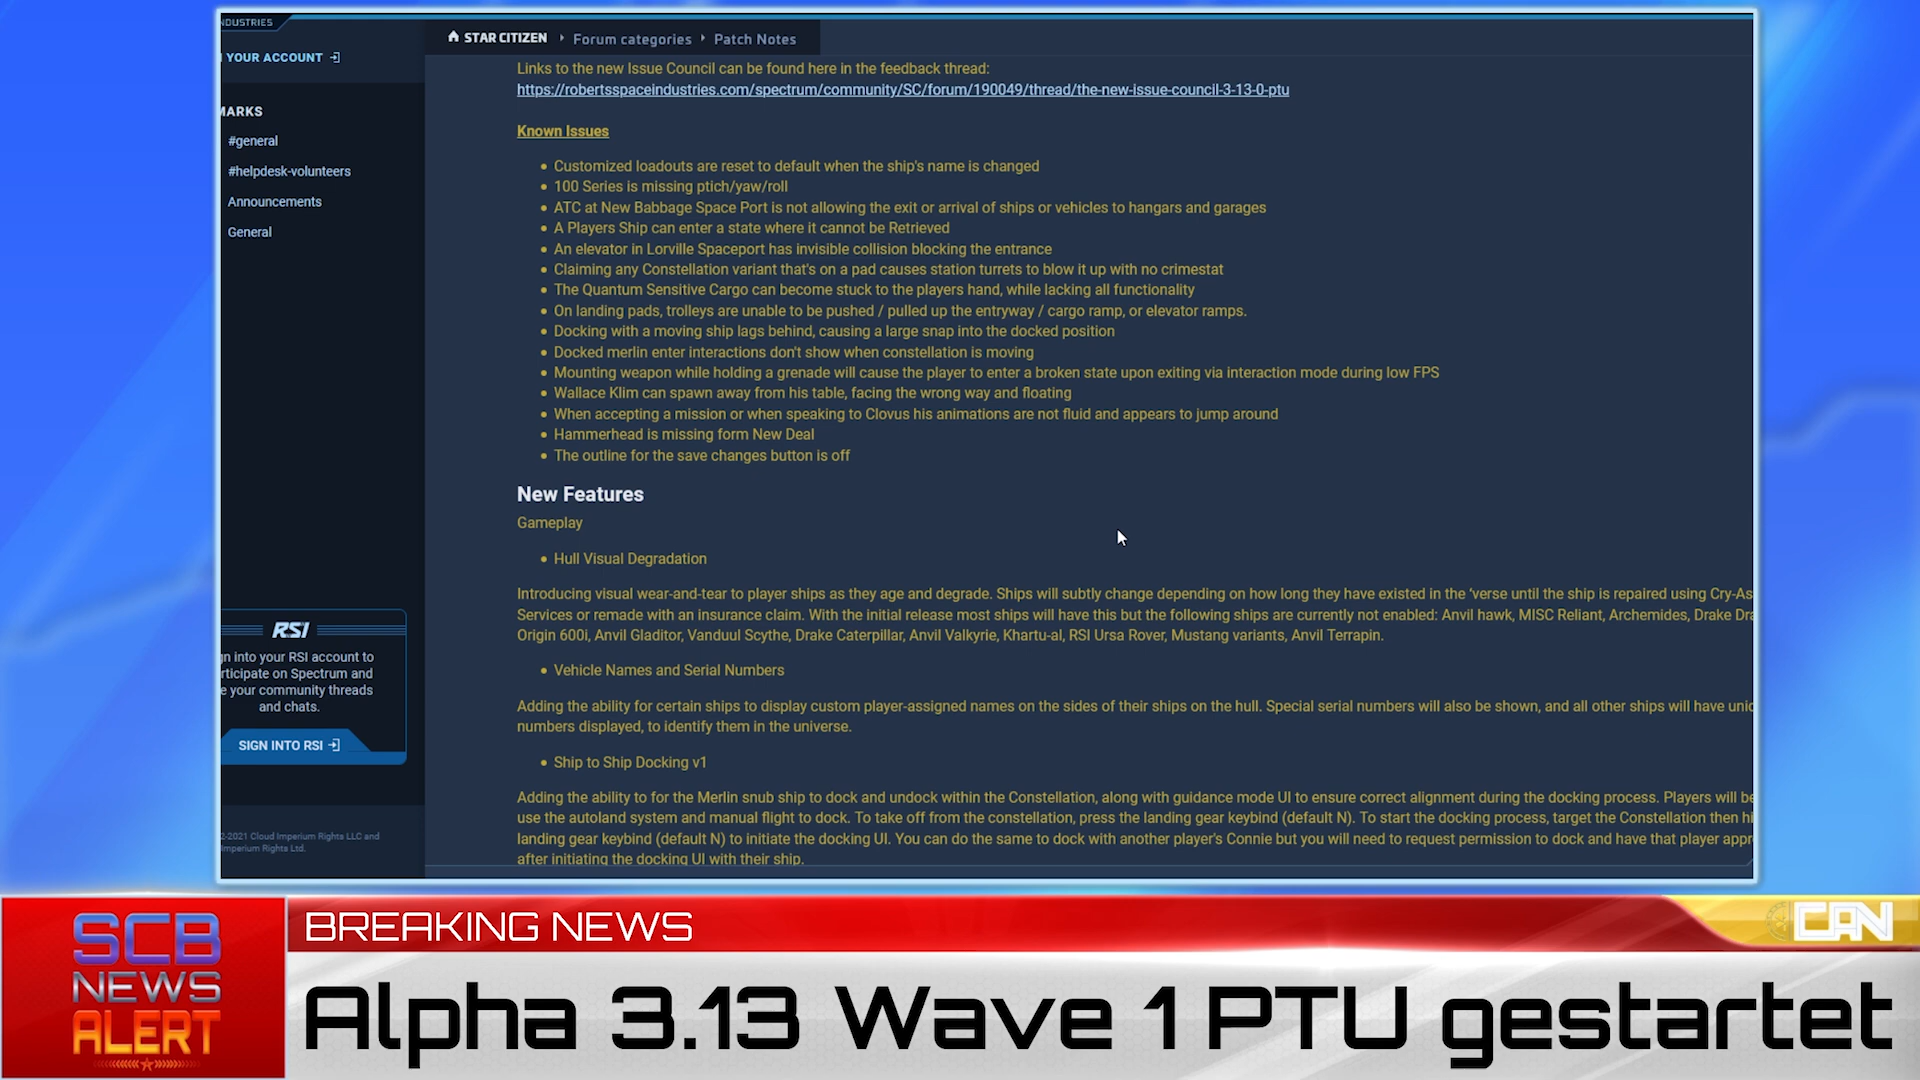 DUSTRIES
YOUR ACCOUNT
MARKS
#general
#helpdesk-volunteers
Announcements
General
RSI
n into your RSI account to
rticipate on Spectrum and
e your community threads
and chats.
SIGN INTO RSI
2-2021 Cloud Imperium Rights LLC and
Imperium Rights Ltd.
STAR CITIZEN Forum categories Patch Notes
Links to the new Issue Council can be found here in the feedback thread:
https://robertsspaceindustries.com/spectrum/community/SC/forum/190049/thread/the-new-issue-council-3-13-0-ptu
Known Issues
• Customized loadouts are reset to default when the ship's name is changed
• 100 Series is missing ptich/yaw/roll
• ATC at New Babbage Space Port is not allowing the exit or arrival of ships or vehicles to hangars and garages
• A Players Ship can enter a state where it cannot be Retrieved
• An elevator in Lorville Spaceport has invisible collision blocking the entrance
• Claiming any Constellation variant that's on a pad causes station turrets to blow it up with no crimestat
• The Quantum Sensitive Cargo can become stuck to the players hand, while lacking all functionality
• On landing pads, trolleys are unable to be pushed / pulled up the entryway / cargo ramp, or elevator ramps.
• Docking with a moving ship lags behind, causing a large snap into the docked position
• Docked merlin enter interactions don't show when constellation is moving
• Mounting weapon while holding a grenade will cause the player to enter a broken state upon exiting via interaction mode during low FPS
• Wallace Klim can spawn away from his table, facing the wrong way and floating
• When accepting a mission or when speaking to Clovus his animations are not fluid and appears to jump around
• Hammerhead is missing form New Deal
• The outline for the save changes button is off
New Features
Gameplay
• Hull Visual Degradation
Introducing visual wear-and-tear to player ships as they age and degrade. Ships will subtly change depending on how long they have existed in the 'verse until the ship is repaired using Cry-As
Services or remade with an insurance claim. With the initial release most ships will have this but the following ships are currently not enabled: Anvil hawk, MISC Reliant, Archemides, Drake Dra
Origin 600i, Anvil Gladitor, Vanduul Scythe, Drake Caterpillar, Anvil Valkyrie, Khartu-al, RSI Ursa Rover, Mustang variants, Anvil Terrapin.
• Vehicle Names and Serial Numbers
Adding the ability for certain ships to display custom player-assigned names on the sides of their ships on the hull. Special serial numbers will also be shown, and all other ships will have unic
numbers displayed, to identify them in the universe.
• Ship to Ship Docking v1
Adding the ability to for the Merlin snub ship to dock and undock within the Constellation, along with guidance mode UI to ensure correct alignment during the docking process. Players will be
use the autoland system and manual flight to dock. To take off from the constellation, press the landing gear keybind (default N). To start the docking process, target the Constellation then hi
landing gear keybind (default N) to initiate the docking UI. You can do the same to dock with another player's Connie but you will need to request permission to dock and have that player appr
after initiating the docking UI with their ship.
SCB
NEWS
ALERT
BREAKING NEWS
CAN
Alpha 3.13 Wave 1 PTU gestartet